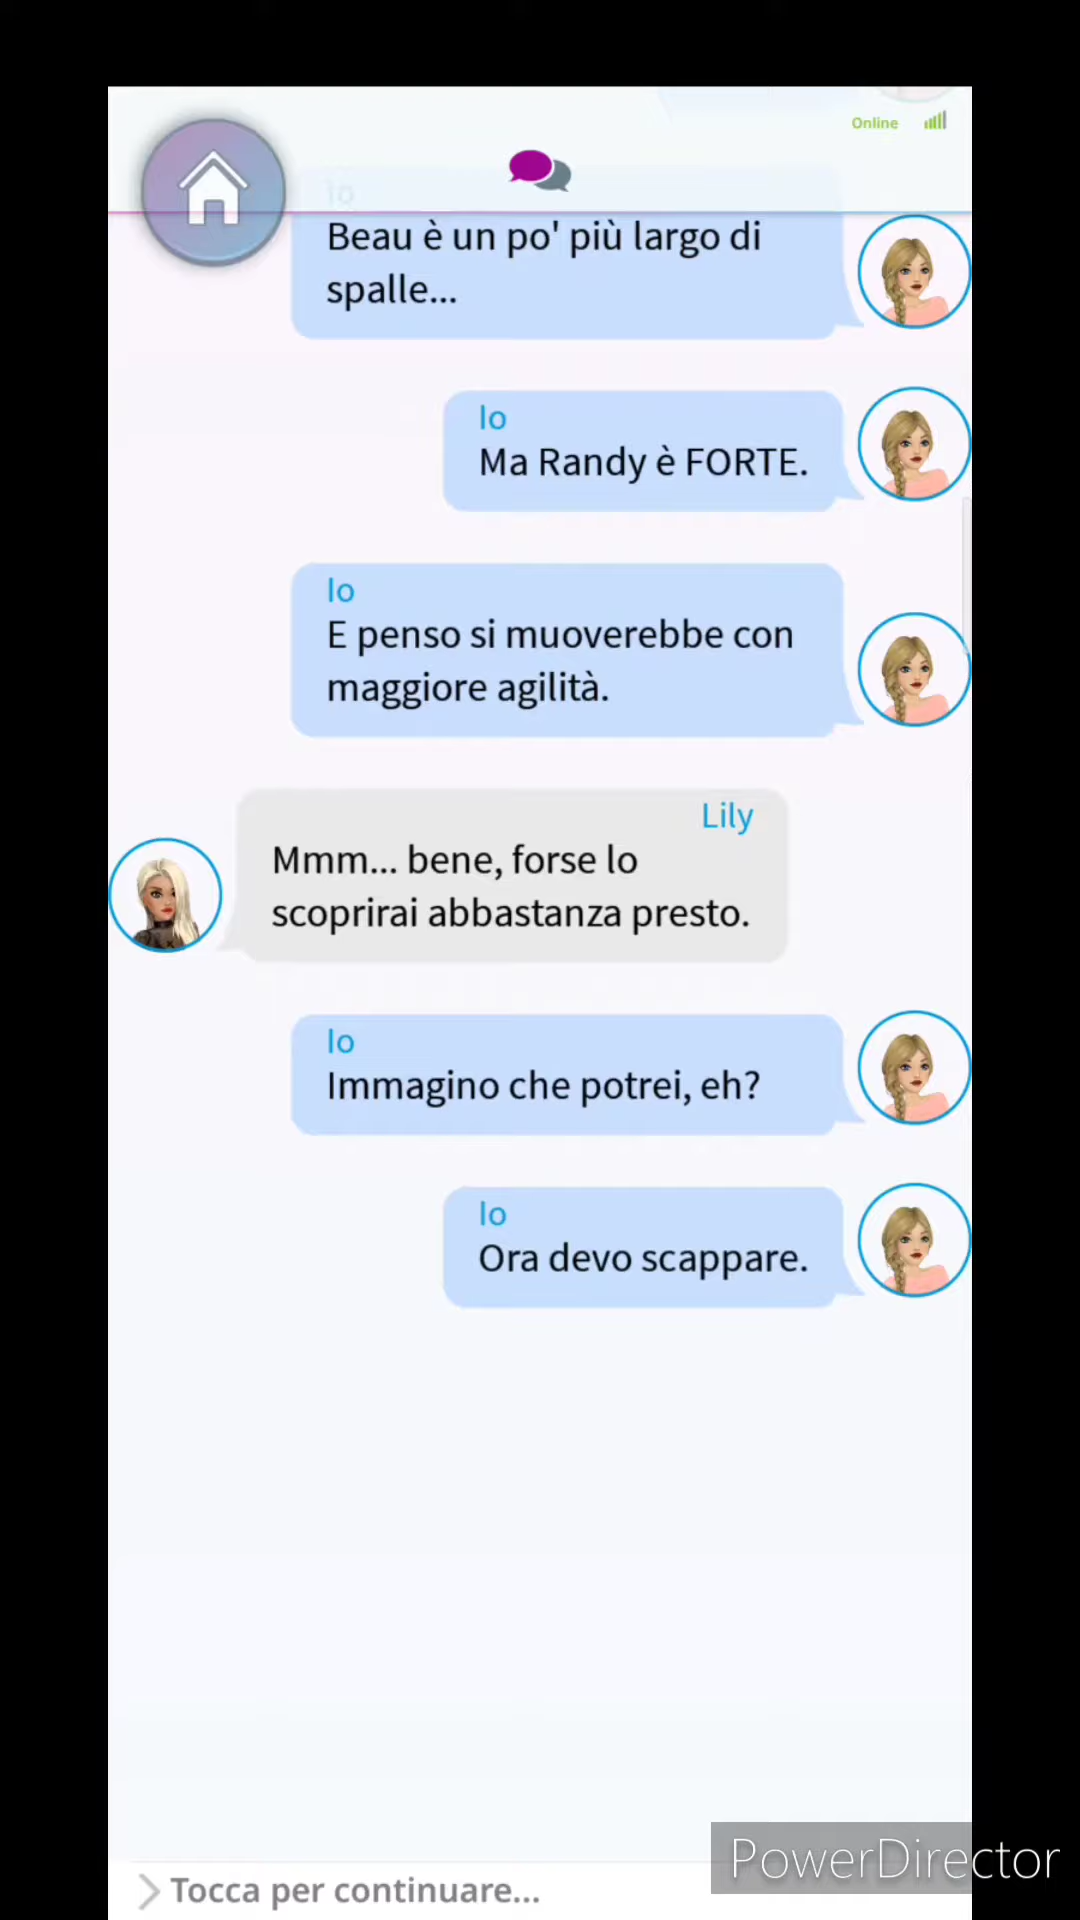 Online
Io
Beau è un po' più largo di
spalle...
Io
Ma Randy è FORTE.
Io
E penso si muoverebbe con
maggiore agilità.
Lily
Mmm... bene, forse lo
scoprirai abbastanza presto.
Io
Immagino che potrei, eh?
Io
Ora devo scappare.
PowerDirector
Tocca per continuare...